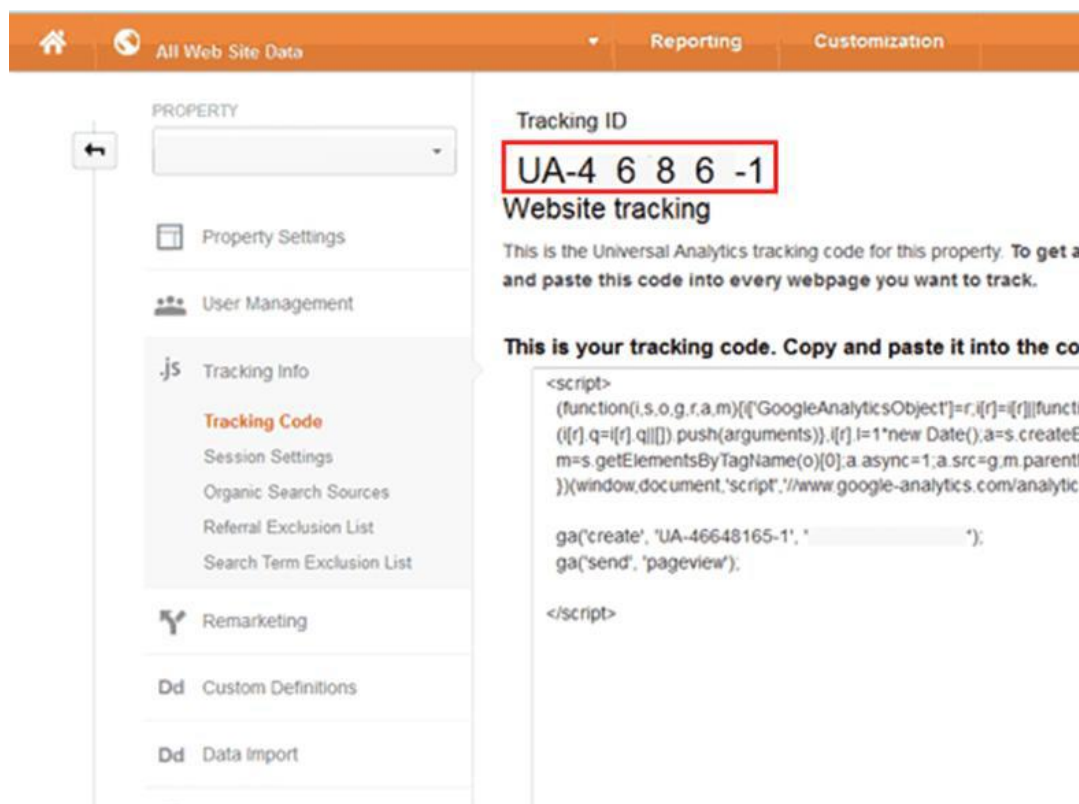 All Web Site Data
Reporting
Customization
PROPERTY
Property Settings
User Management
.js Tracking Info
Tracking Code
Session Settings
Organic Search Sources
Referral Exclusion List
Search Term Exclusion List
Remarketing
Dd Custom Definitions
Dd Data Import
Tracking ID
UA-4 6 8 6 -1
Website tracking
This is the Universal Analytics tracking code for this property. To get a
and paste this code into every webpage you want to track.
This is your tracking code. Copy and paste it into the co
<script>
(function(i,s,o,g,r,a,m){i['GoogleAnalyticsObject']=r;i[r]=i[r]||functi
(i[r].q=i[r].q||[]).push(arguments)},i[r].l=1*new Date();a=s.createE
m=s.getElementsByTagName(o)[0];a.async=1;a.src=g;m.parentl
})(window,document,'script','//www.google-analytics.com/analytic
ga('create', 'UA-46648165-1', ' ');
ga('send', 'pageview');
</script>